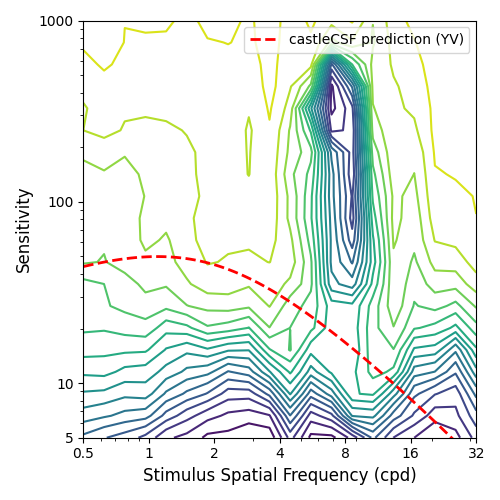 1000
castleCSF prediction (YV)
100
Sensitivity
10
5
0.5 1 2 4 8 16 32
Stimulus Spatial Frequency (cpd)